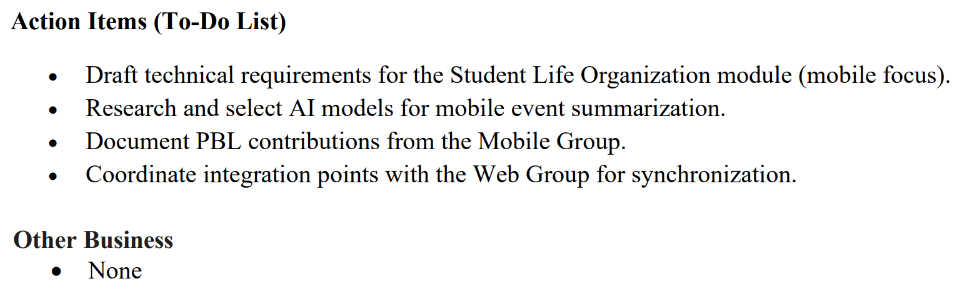 Action Items (To-Do List)
• Draft technical requirements for the Student Life Organization module (mobile focus).
• Research and select AI models for mobile event summarization.
• Document PBL contributions from the Mobile Group.
• Coordinate integration points with the Web Group for synchronization.
Other Business
• None